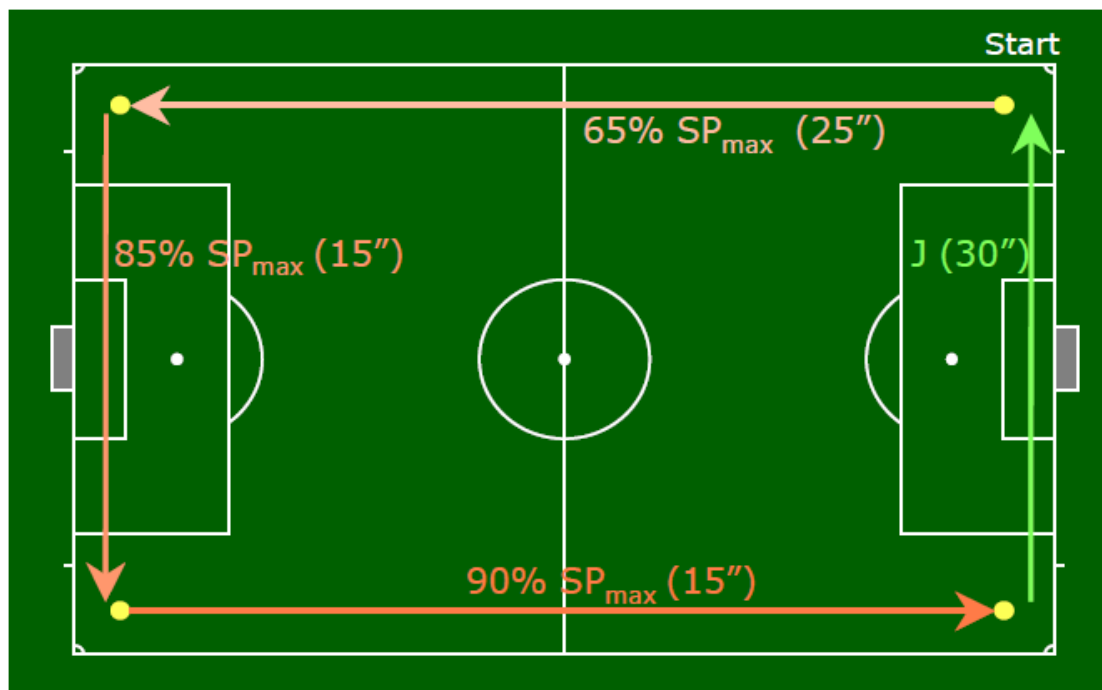 Start
65% SPmax (25″)
85% SPmax (15″)
J (30″)
90% SPmax (15″)